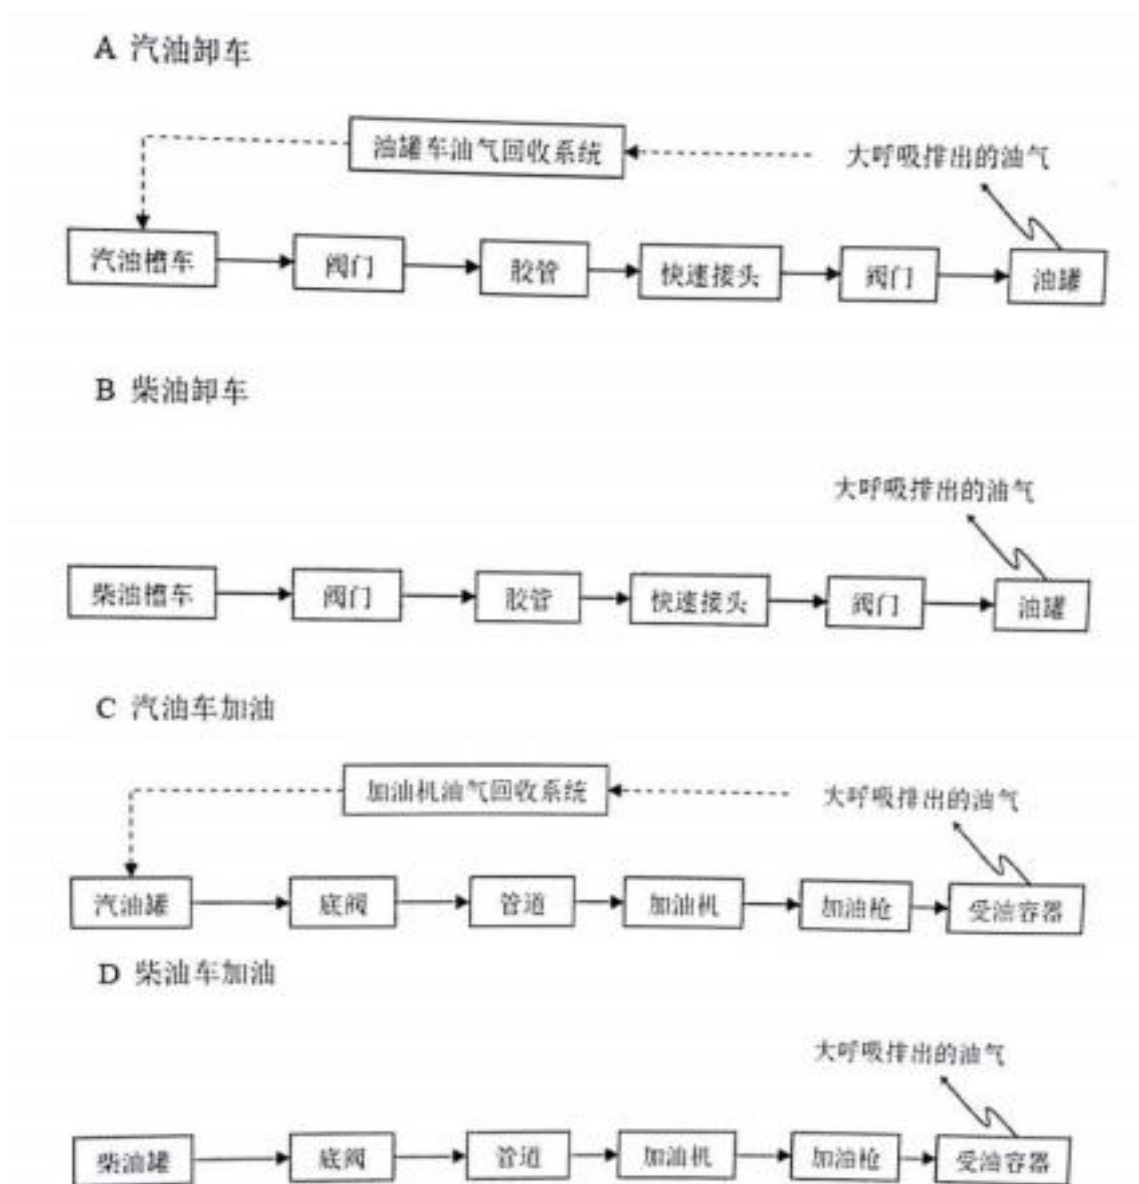 A 汽油卸车
油罐车油气回收系统
大呼吸排出的油气
汽油槽车 阀门 胶管 快速接头 阀门 油罐
B 柴油卸车
大呼吸排出的油气
柴油槽车 阀门 胶管 快速接头 阀门 油罐
C 汽油车加油
加油机油气回收系统
大呼吸排出的油气
汽油罐 底阀 管道 加油机 加油枪 受油容器
D 柴油车加油
大呼吸排出的油气
柴油罐 底阀 管道 加油机 加油枪 受油容器